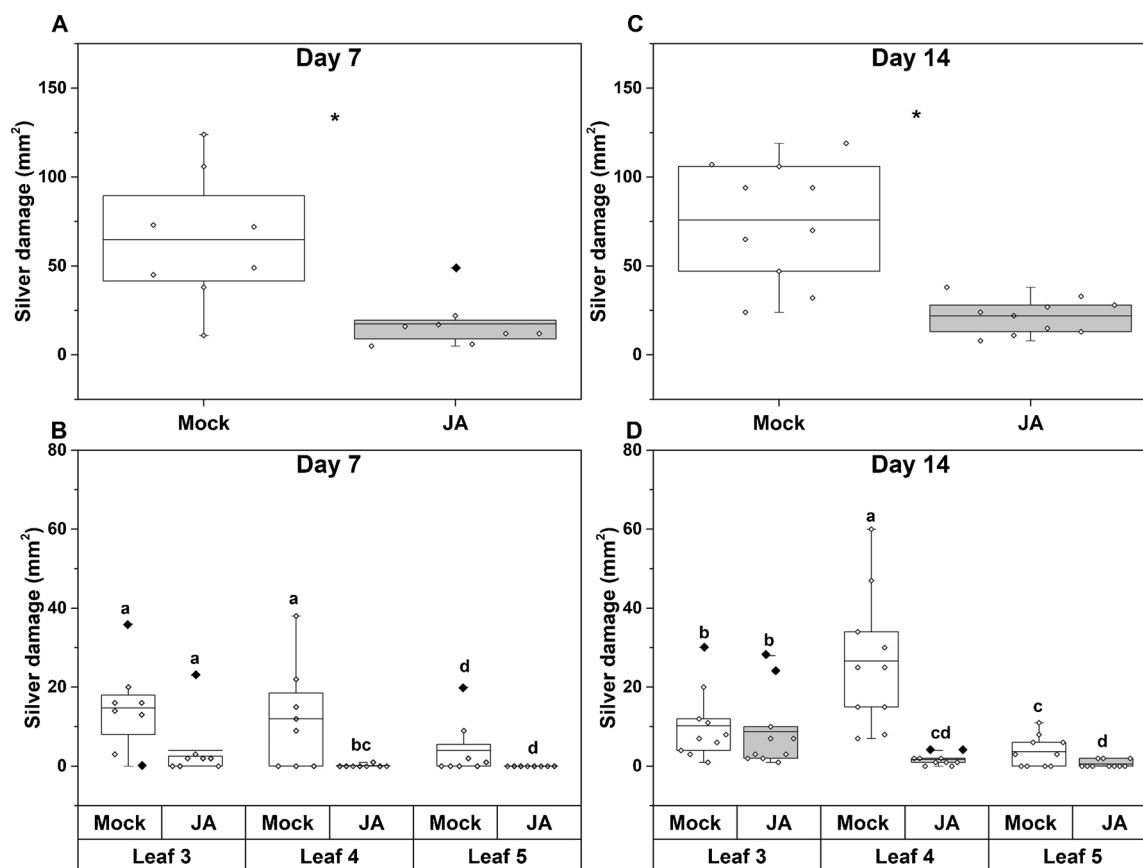 A
Day 7
Silver damage (mm²)
150
100
50
0
*
Mock
JA
C
Day 14
Silver damage (mm²)
150
100
50
0
*
Mock
JA
B
Day 7
Silver damage (mm²)
80
60
40
20
0
a
a
a
bc
d
d
Mock JA Mock JA Mock JA
Leaf 3 Leaf 4 Leaf 5
D
Day 14
Silver damage (mm²)
80
60
40
20
0
b
b
a
cd
c
d
Mock JA Mock JA Mock JA
Leaf 3 Leaf 4 Leaf 5